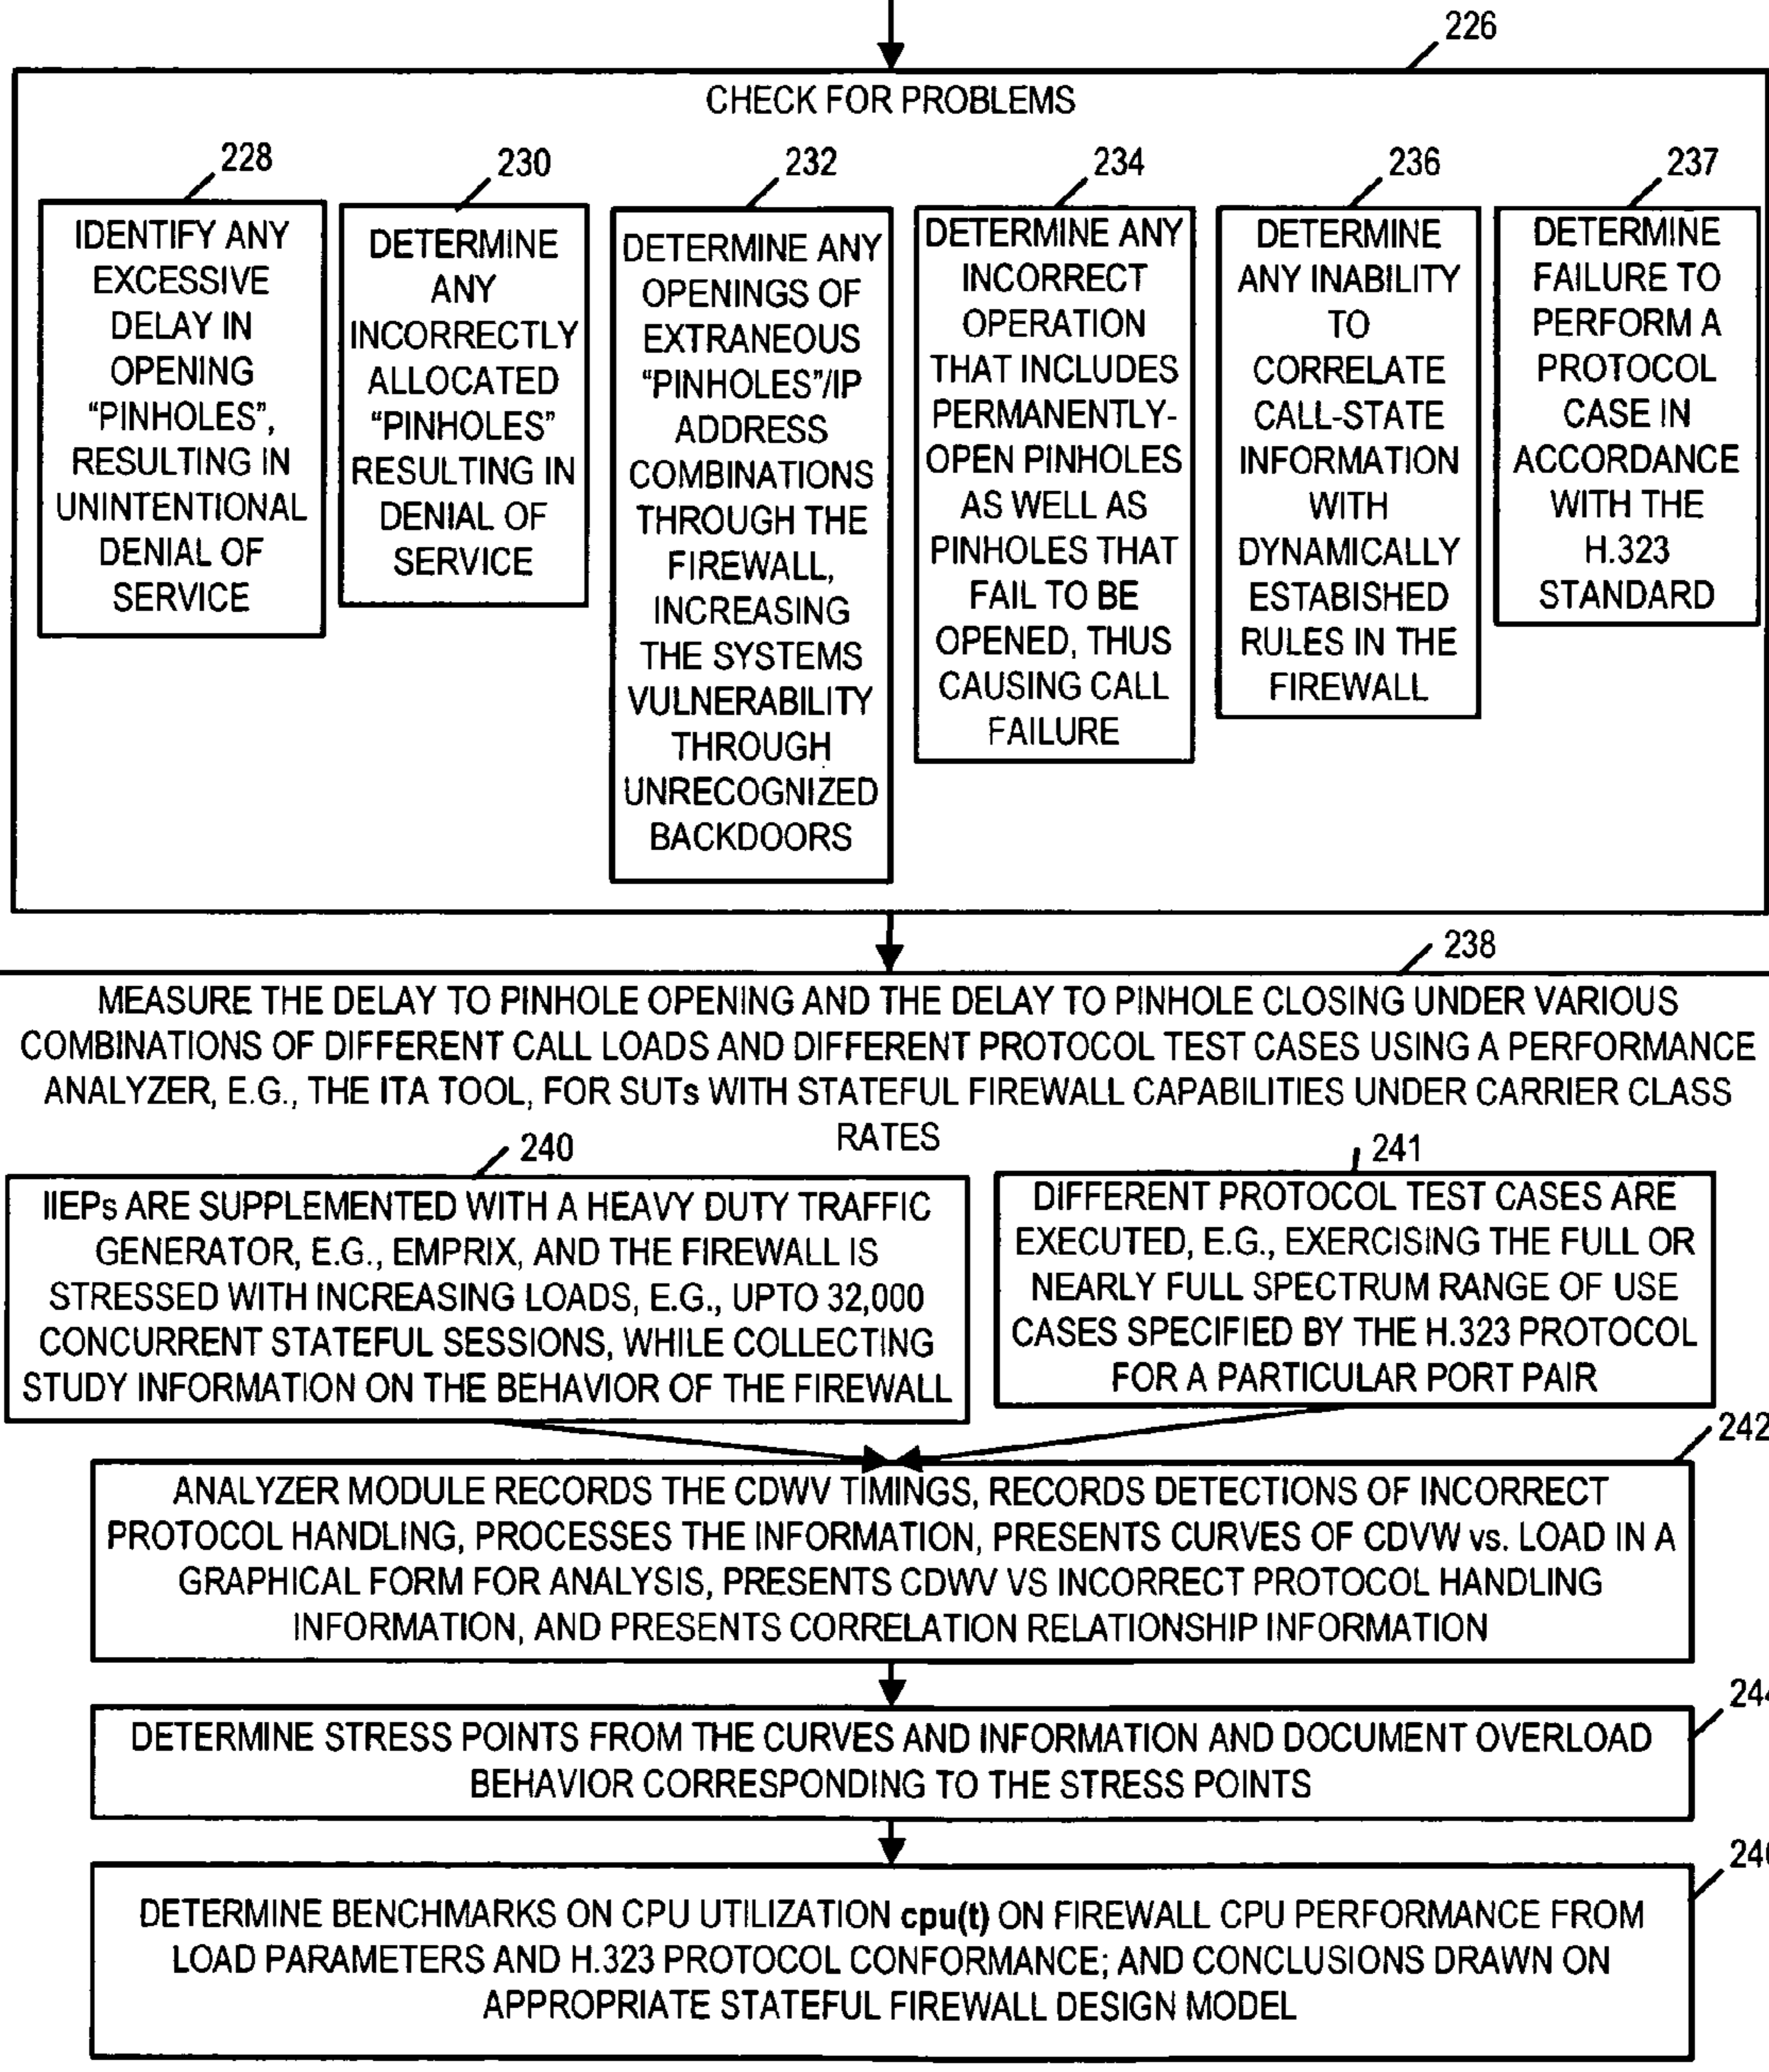 226
CHECK FOR PROBLEMS
228
IDENTIFY ANY
EXCESSIVE
DELAY IN
OPENING
“PINHOLES”,
RESULTING IN
UNINTENTIONAL
DENIAL OF
SERVICE
230
DETERMINE
ANY
INCORRECTLY
ALLOCATED
“PINHOLES”
RESULTING IN
DENIAL OF
SERVICE
232
DETERMINE ANY
OPENINGS OF
EXTRANEOUS
“PINHOLES”/IP
ADDRESS
COMBINATIONS
THROUGH THE
FIREWALL,
INCREASING
THE SYSTEMS
VULNERABILITY
THROUGH
UNRECOGNIZED
BACKDOORS
234
DETERMINE ANY
INCORRECT
OPERATION
THAT INCLUDES
PERMANENTLY-
OPEN PINHOLES
AS WELL AS
PINHOLES THAT
FAIL TO BE
OPENED, THUS
CAUSING CALL
FAILURE
236
DETERMINE
ANY INABILITY
TO
CORRELATE
CALL-STATE
INFORMATION
WITH
DYNAMICALLY
ESTABISHED
RULES IN THE
FIREWALL
237
DETERMINE
FAILURE TO
PERFORM A
PROTOCOL
CASE IN
ACCORDANCE
WITH THE
H.323
STANDARD
238
MEASURE THE DELAY TO PINHOLE OPENING AND THE DELAY TO PINHOLE CLOSING UNDER VARIOUS
COMBINATIONS OF DIFFERENT CALL LOADS AND DIFFERENT PROTOCOL TEST CASES USING A PERFORMANCE
ANALYZER, E.G., THE ITA TOOL, FOR SUTs WITH STATEFUL FIREWALL CAPABILITIES UNDER CARRIER CLASS
RATES
240
IIEPs ARE SUPPLEMENTED WITH A HEAVY DUTY TRAFFIC
GENERATOR, E.G., EMPRIX, AND THE FIREWALL IS
STRESSED WITH INCREASING LOADS, E.G., UPTO 32,000
CONCURRENT STATEFUL SESSIONS, WHILE COLLECTING
STUDY INFORMATION ON THE BEHAVIOR OF THE FIREWALL
241
DIFFERENT PROTOCOL TEST CASES ARE
EXECUTED, E.G., EXERCISING THE FULL OR
NEARLY FULL SPECTRUM RANGE OF USE
CASES SPECIFIED BY THE H.323 PROTOCOL
FOR A PARTICULAR PORT PAIR
242
ANALYZER MODULE RECORDS THE CDWV TIMINGS, RECORDS DETECTIONS OF INCORRECT
PROTOCOL HANDLING, PROCESSES THE INFORMATION, PRESENTS CURVES OF CDVW vs. LOAD IN A
GRAPHICAL FORM FOR ANALYSIS, PRESENTS CDWV VS INCORRECT PROTOCOL HANDLING
INFORMATION, AND PRESENTS CORRELATION RELATIONSHIP INFORMATION
244
DETERMINE STRESS POINTS FROM THE CURVES AND INFORMATION AND DOCUMENT OVERLOAD
BEHAVIOR CORRESPONDING TO THE STRESS POINTS
246
DETERMINE BENCHMARKS ON CPU UTILIZATION cpu(t) ON FIREWALL CPU PERFORMANCE FROM
LOAD PARAMETERS AND H.323 PROTOCOL CONFORMANCE; AND CONCLUSIONS DRAWN ON
APPROPRIATE STATEFUL FIREWALL DESIGN MODEL